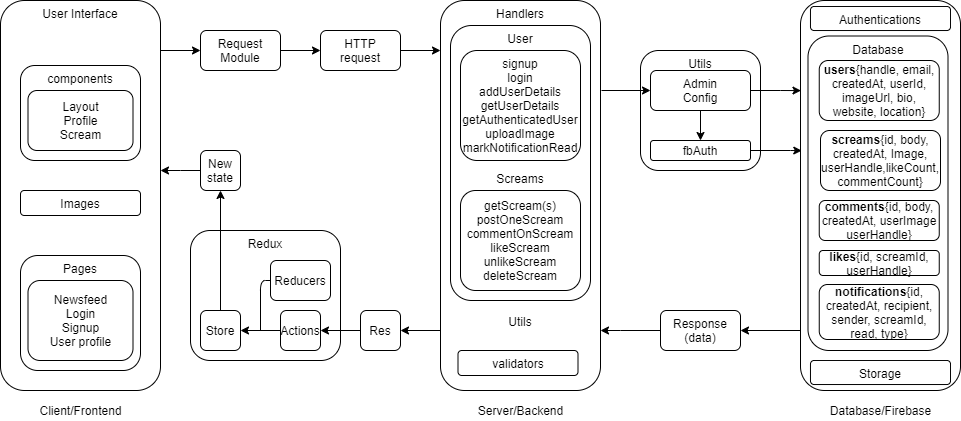 User Interface
components
Layout
Profile
Scream
Images
Pages
Newsfeed
Login
Signup
User profile
Client/Frontend
Request
Module
HTTP
request
New
state
Redux
Reducers
Store
Actions
Res
Handlers
User
signup
login
addUserDetails
getUserDetails
getAuthenticatedUser
uploadImage
markNotificationRead
Screams
getScream(s)
postOneScream
commentOnScream
likeScream
unlikeScream
deleteScream
Utils
validators
Server/Backend
Utils
Admin
Config
fbAuth
Response
(data)
Authentications
Database
users{handle, email,
createdAt, userId,
imageUrl, bio,
website, location}
screams{id, body,
createdAt, Image,
userHandle,likeCount,
commentCount}
comments{id, body,
createdAt, userImage
userHandle}
likes{id, screamId,
userHandle}
notifications{id,
createdAt, recipient,
sender, screamId,
read, type}
Storage
Database/Firebase